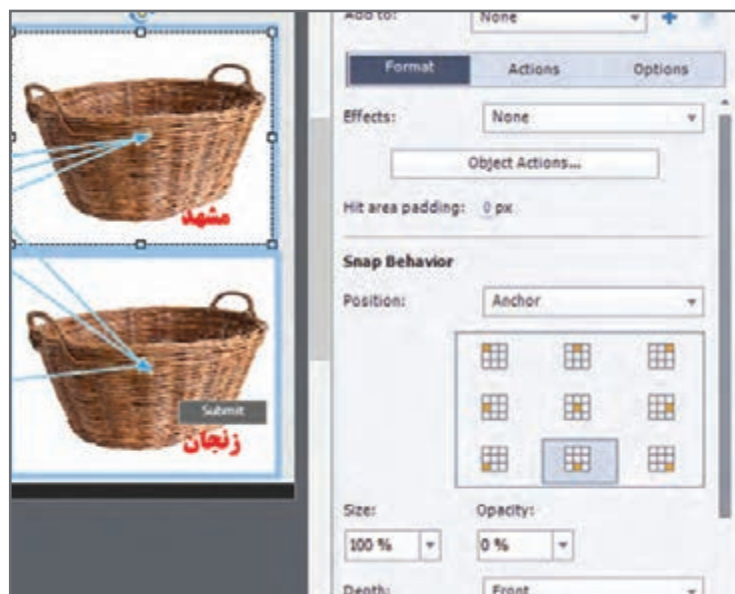 مشهد
Submit
زنجان
Add to: None
Format Actions Options
Effects: None
Object Actions...
Hit area padding: 0 px
Snap Behavior
Position: Anchor
Size: Opacity:
100 % 0 %
Depth: Front